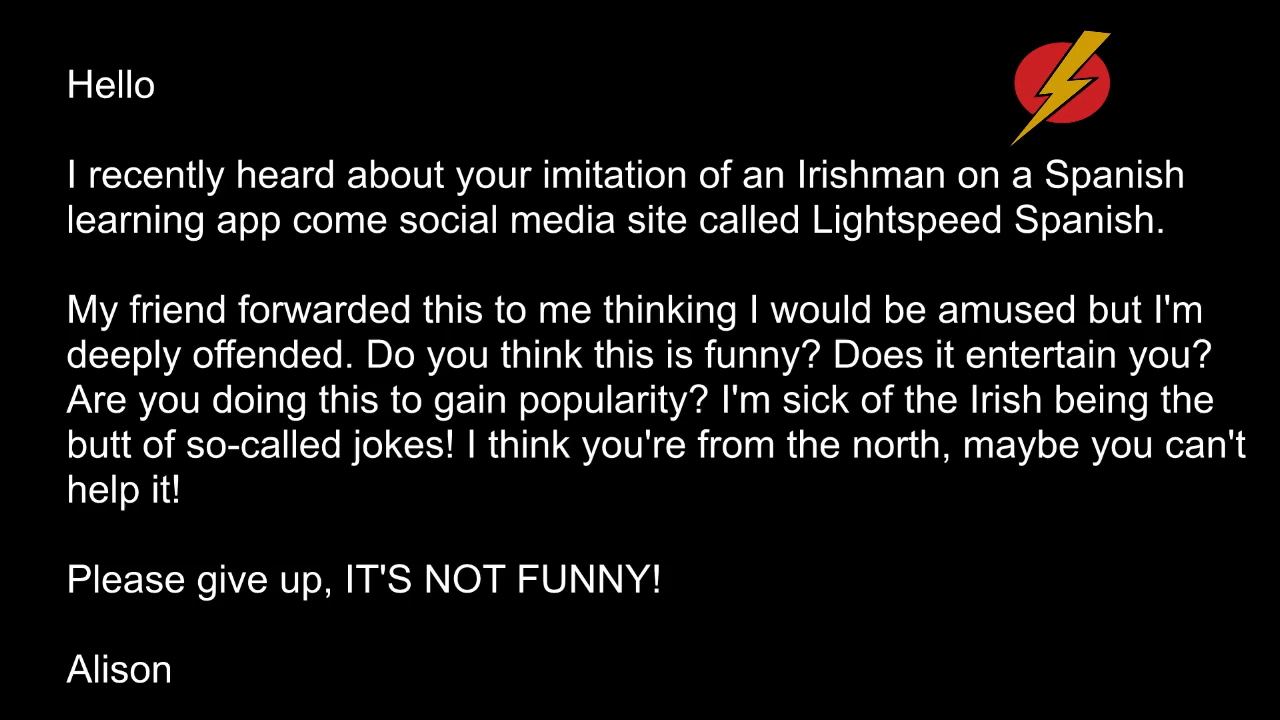 Hello
I recently heard about your imitation of an Irishman on a Spanish
learning app come social media site called Lightspeed Spanish.
My friend forwarded this to me thinking I would be amused but I'm
deeply offended. Do you think this is funny? Does it entertain you?
Are you doing this to gain popularity? I'm sick of the Irish being the
butt of so-called jokes! I think you're from the north, maybe you can't
help it!
Please give up, IT'S NOT FUNNY!
Alison